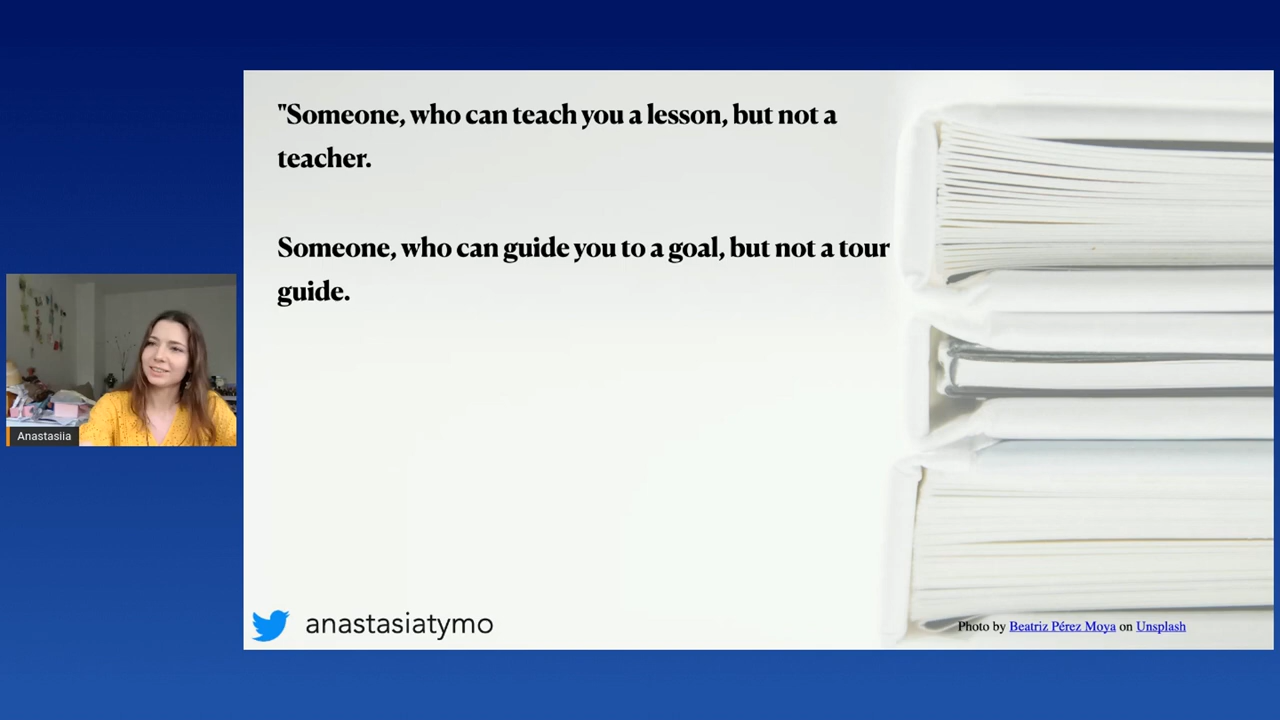 "Someone, who can teach you a lesson, but not a
teacher.
Someone, who can guide you to a goal, but not a tour
guide.
Anastasiia
anastasiatymo
Photo by Beatriz Pérez Moya on Unsplash